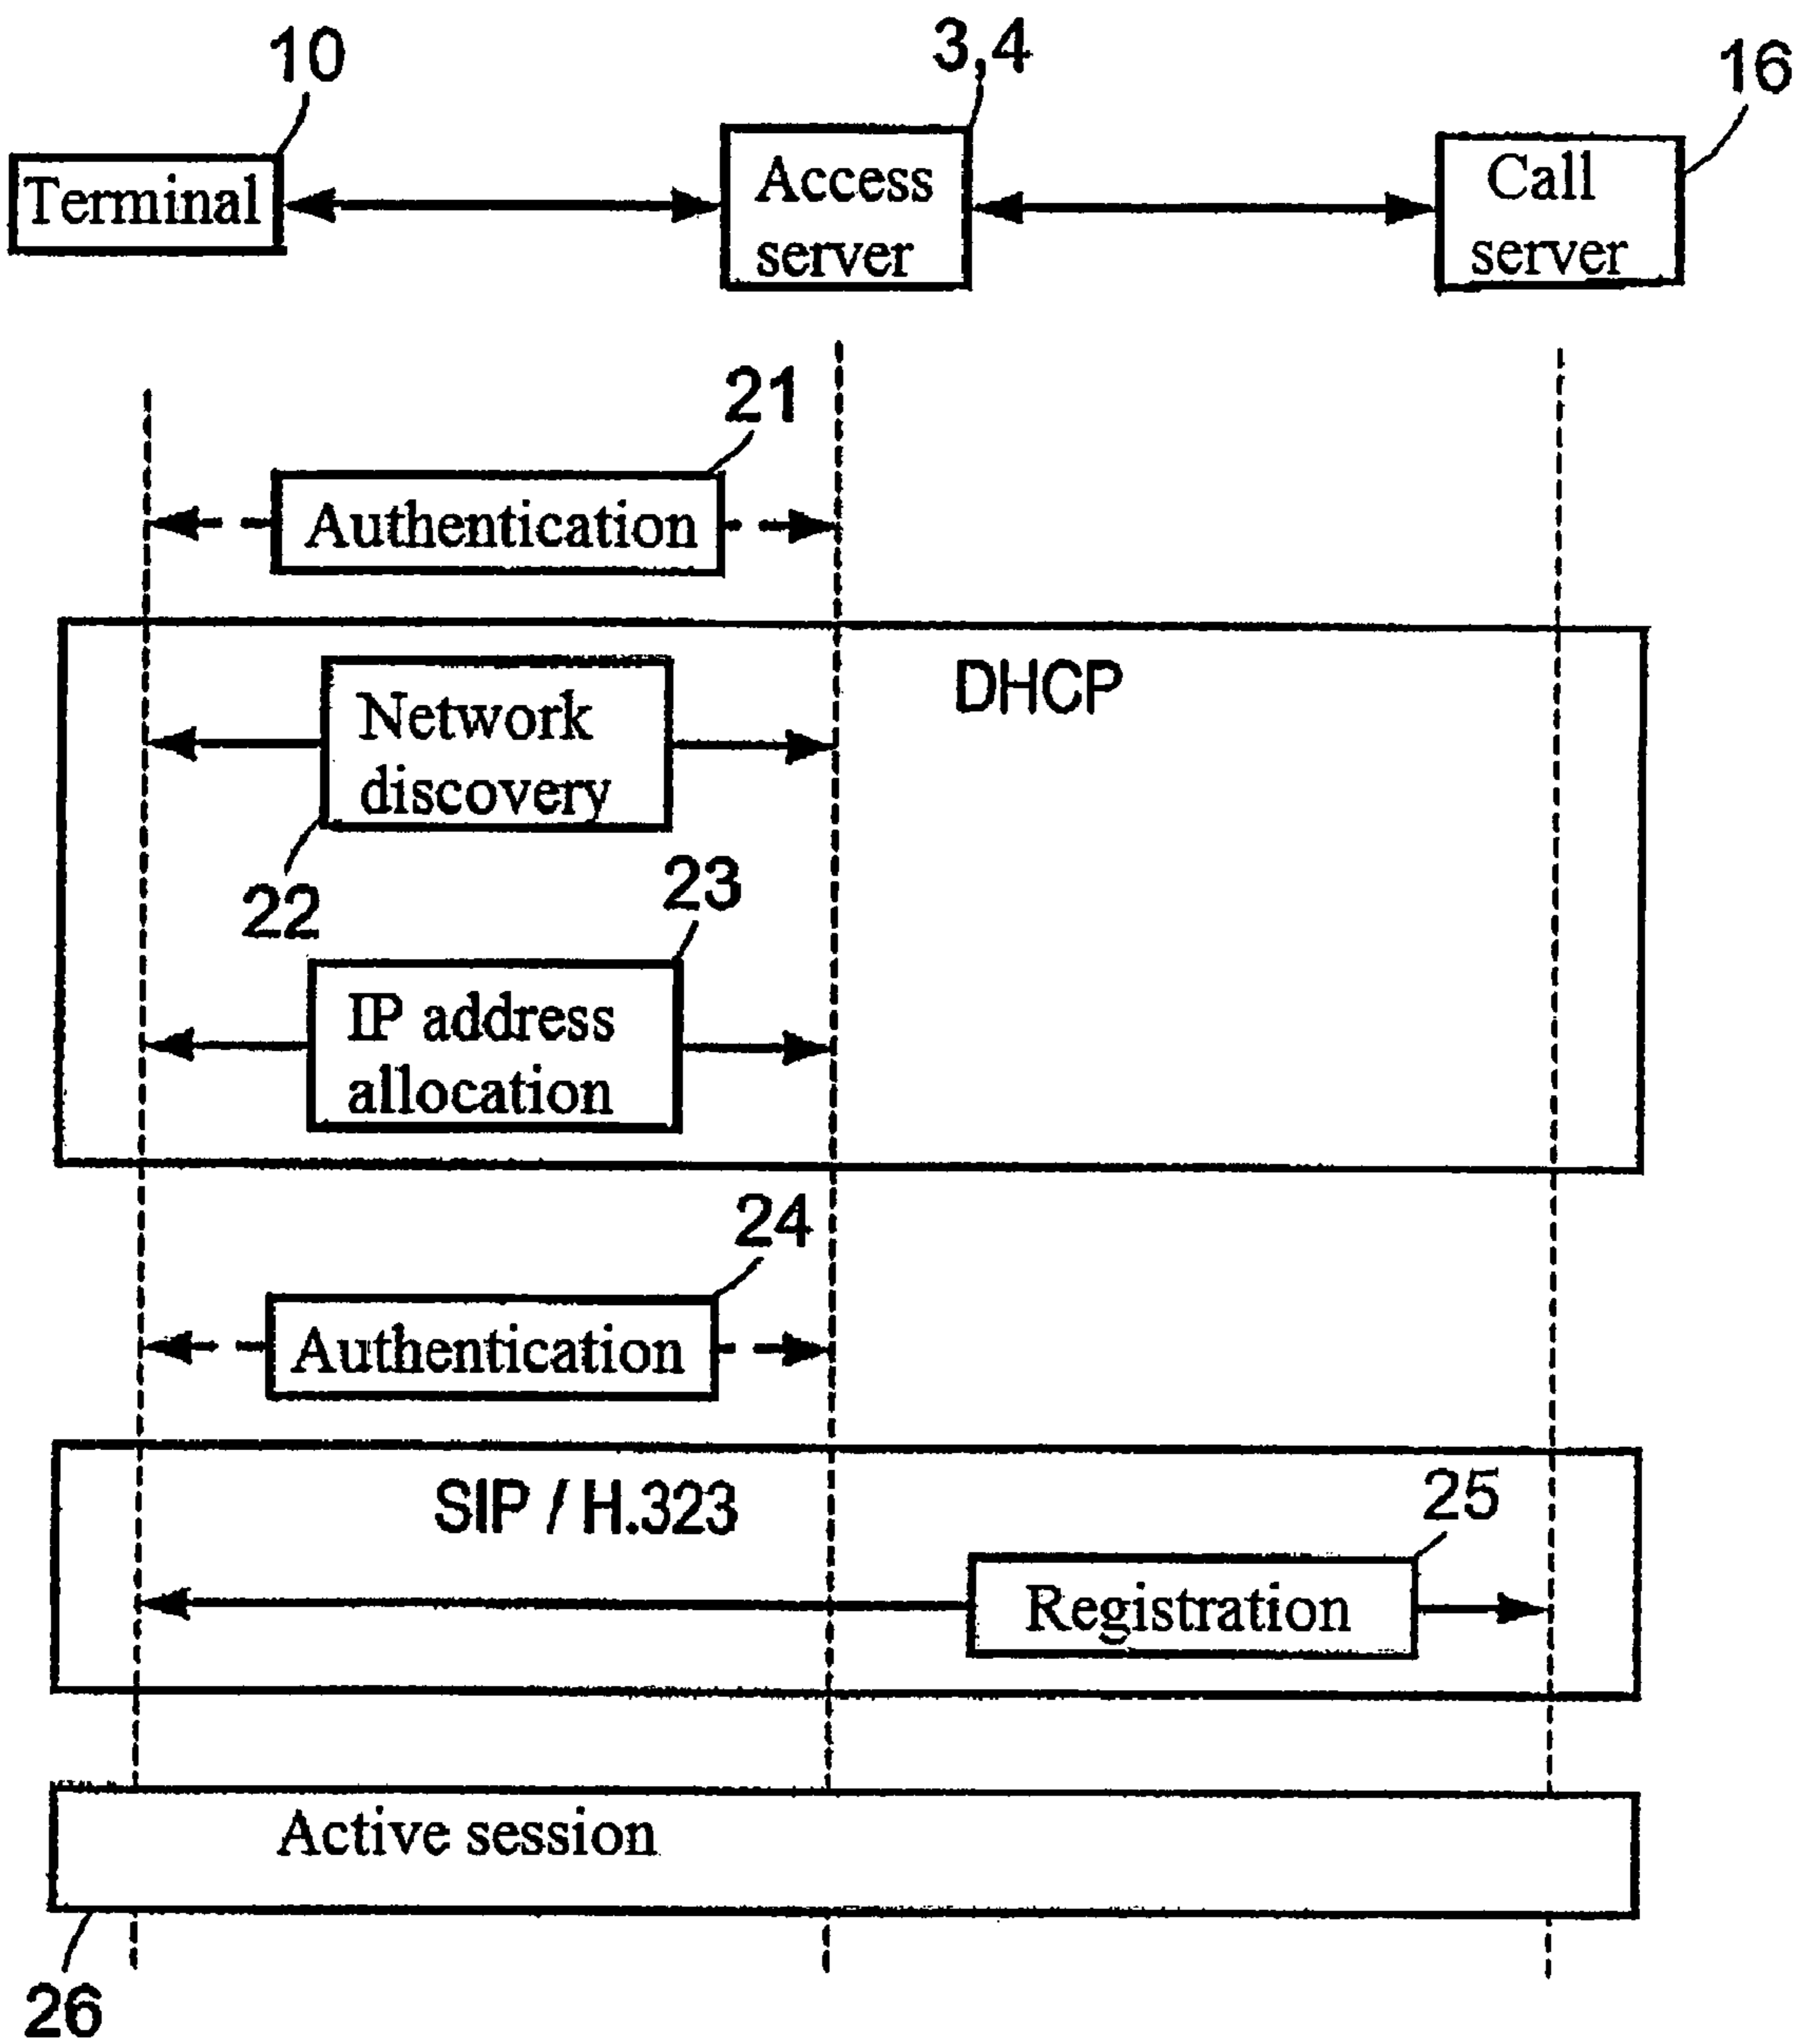 10
3,4
16
Terminal
Access
server
Call
server
21
Authentication
DHCP
Network
discovery
22
23
IP address
allocation
24
Authentication
SIP / H.323
25
Registration
Active session
26